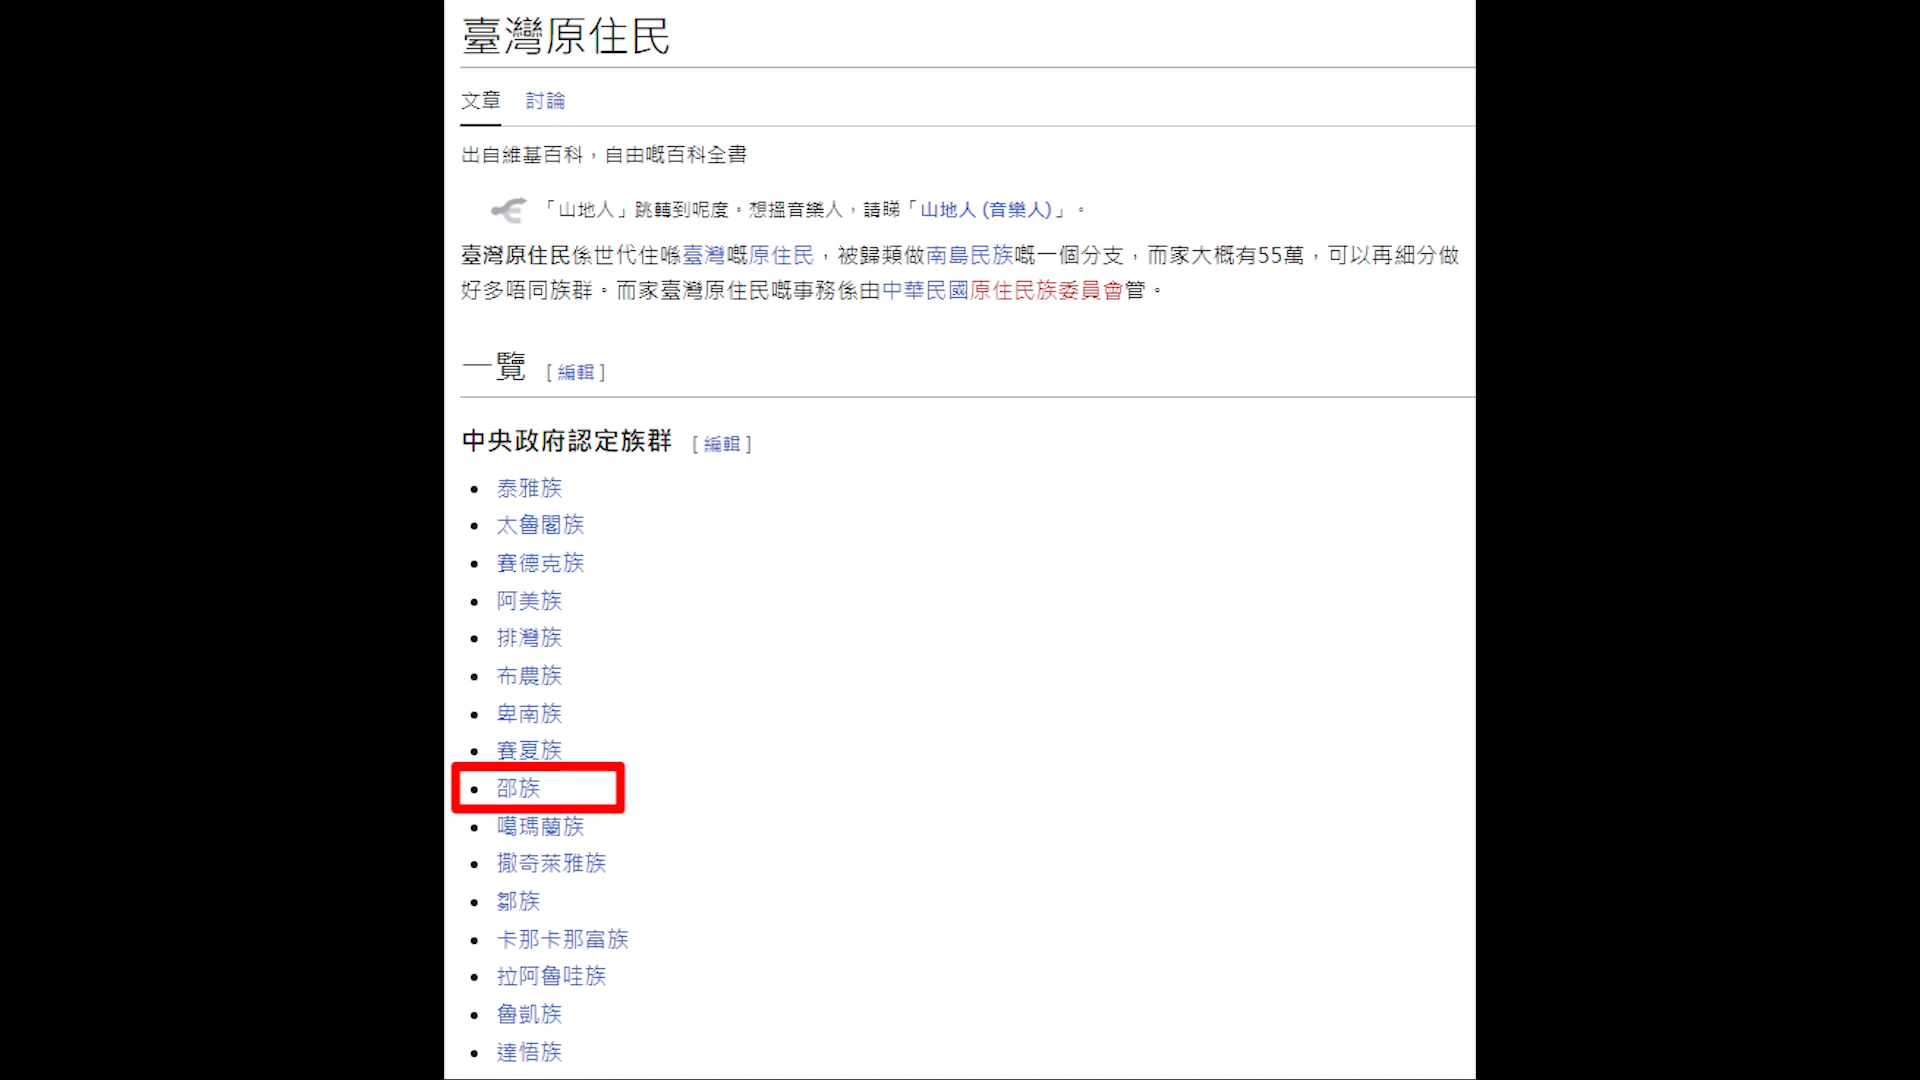 臺灣原住民
文章 討論
出自維基百科，自由嘅百科全書
「山地人」跳轉到呢度。想搵音樂人，請睇「山地人 (音樂人)」。
臺灣原住民係世代住喺臺灣嘅原住民，被歸類做南島民族嘅一個分支，而家大概有55萬，可以再細分做
好多唔同族群。而家臺灣原住民嘅事務係由中華民國原住民族委員會管。
一覽 [編輯]
中央政府認定族群 [編輯]
泰雅族
太魯閣族
賽德克族
阿美族
排灣族
布農族
卑南族
賽夏族
邵族
噶瑪蘭族
撒奇萊雅族
鄒族
卡那卡那富族
拉阿魯哇族
魯凱族
達悟族